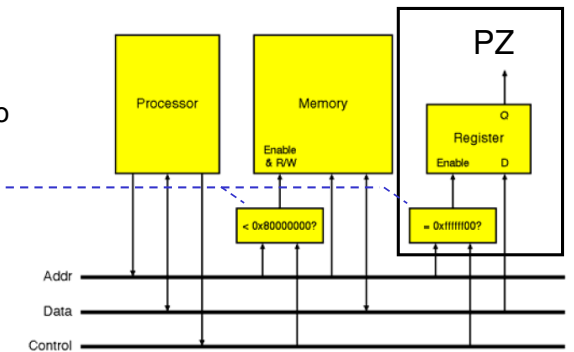 PZ
Processor
Memory
Q
o
Register
Enable
& R/W
Enable D
< 0x80000000?
= 0xffffff00?
Addr
Data
Control